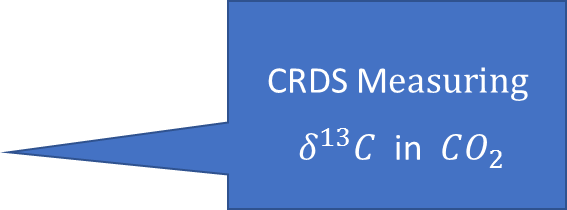 CRDS Measuring
δ¹³C in CO₂